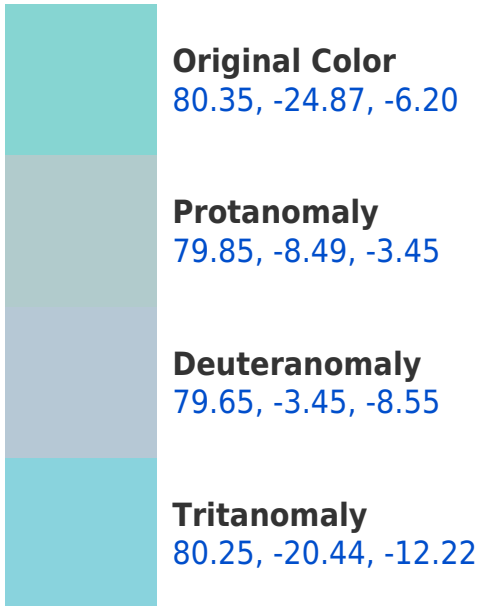 Original Color
80.35, -24.87, -6.20
Protanomaly
79.85, -8.49, -3.45
Deuteranomaly
79.65, -3.45, -8.55
Tritanomaly
80.25, -20.44, -12.22